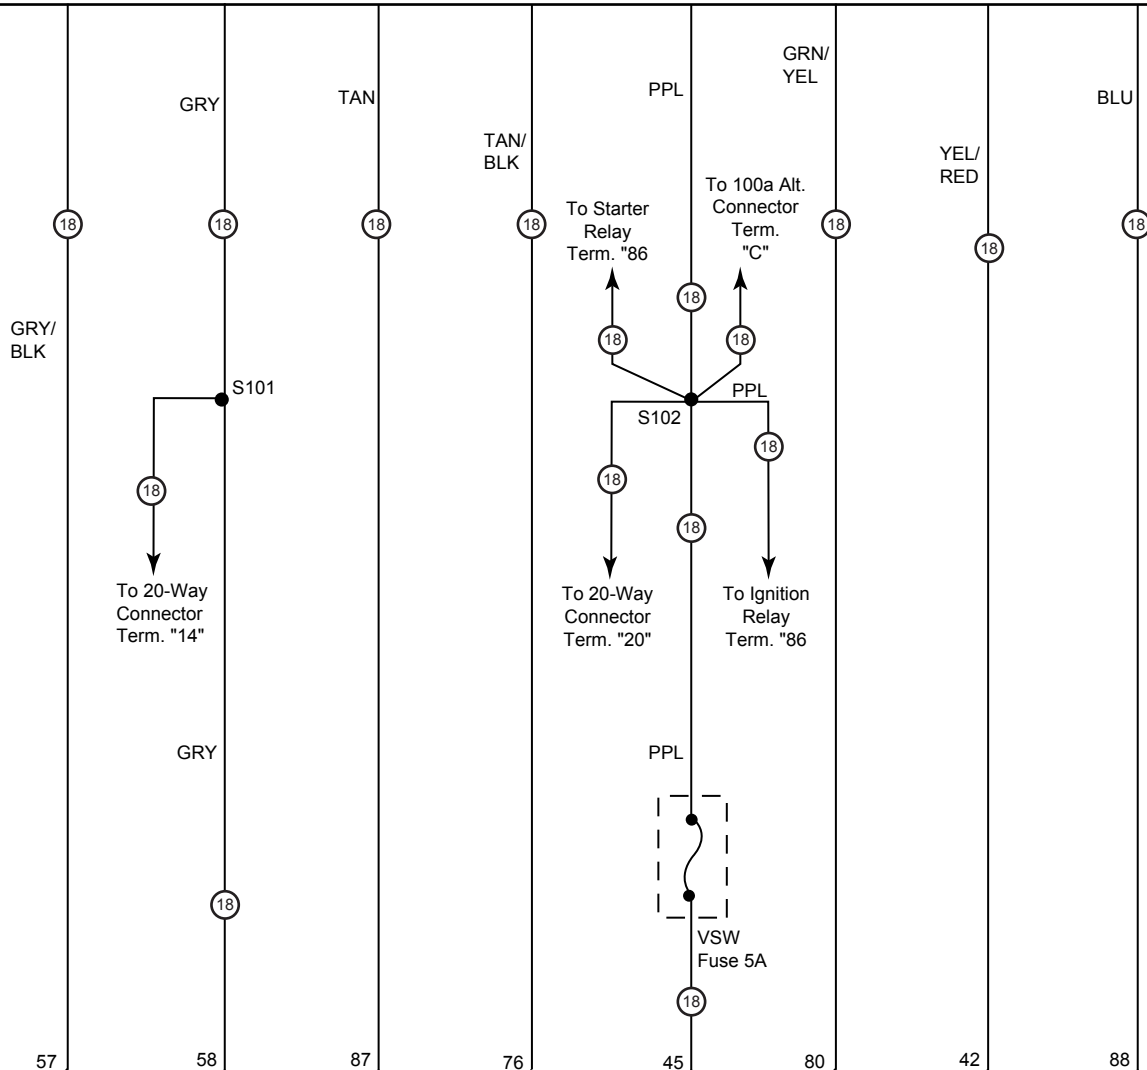 GRN/
YEL
GRY
TAN
PPL
BLU
TAN/
BLK
YEL/
RED
To Starter
Relay
Term. "86
To 100a Alt.
Connector
Term.
"C"
18
18
18
18
18
18
18
18
GRY/
BLK
18
18
S101
S102
PPL
18
18
18
18
To 20-Way
Connector
Term. "14"
To 20-Way
Connector
Term. "20"
To Ignition
Relay
Term. "86
GRY
PPL
18
VSW
Fuse 5A
18
57
58
87
76
45
80
42
88